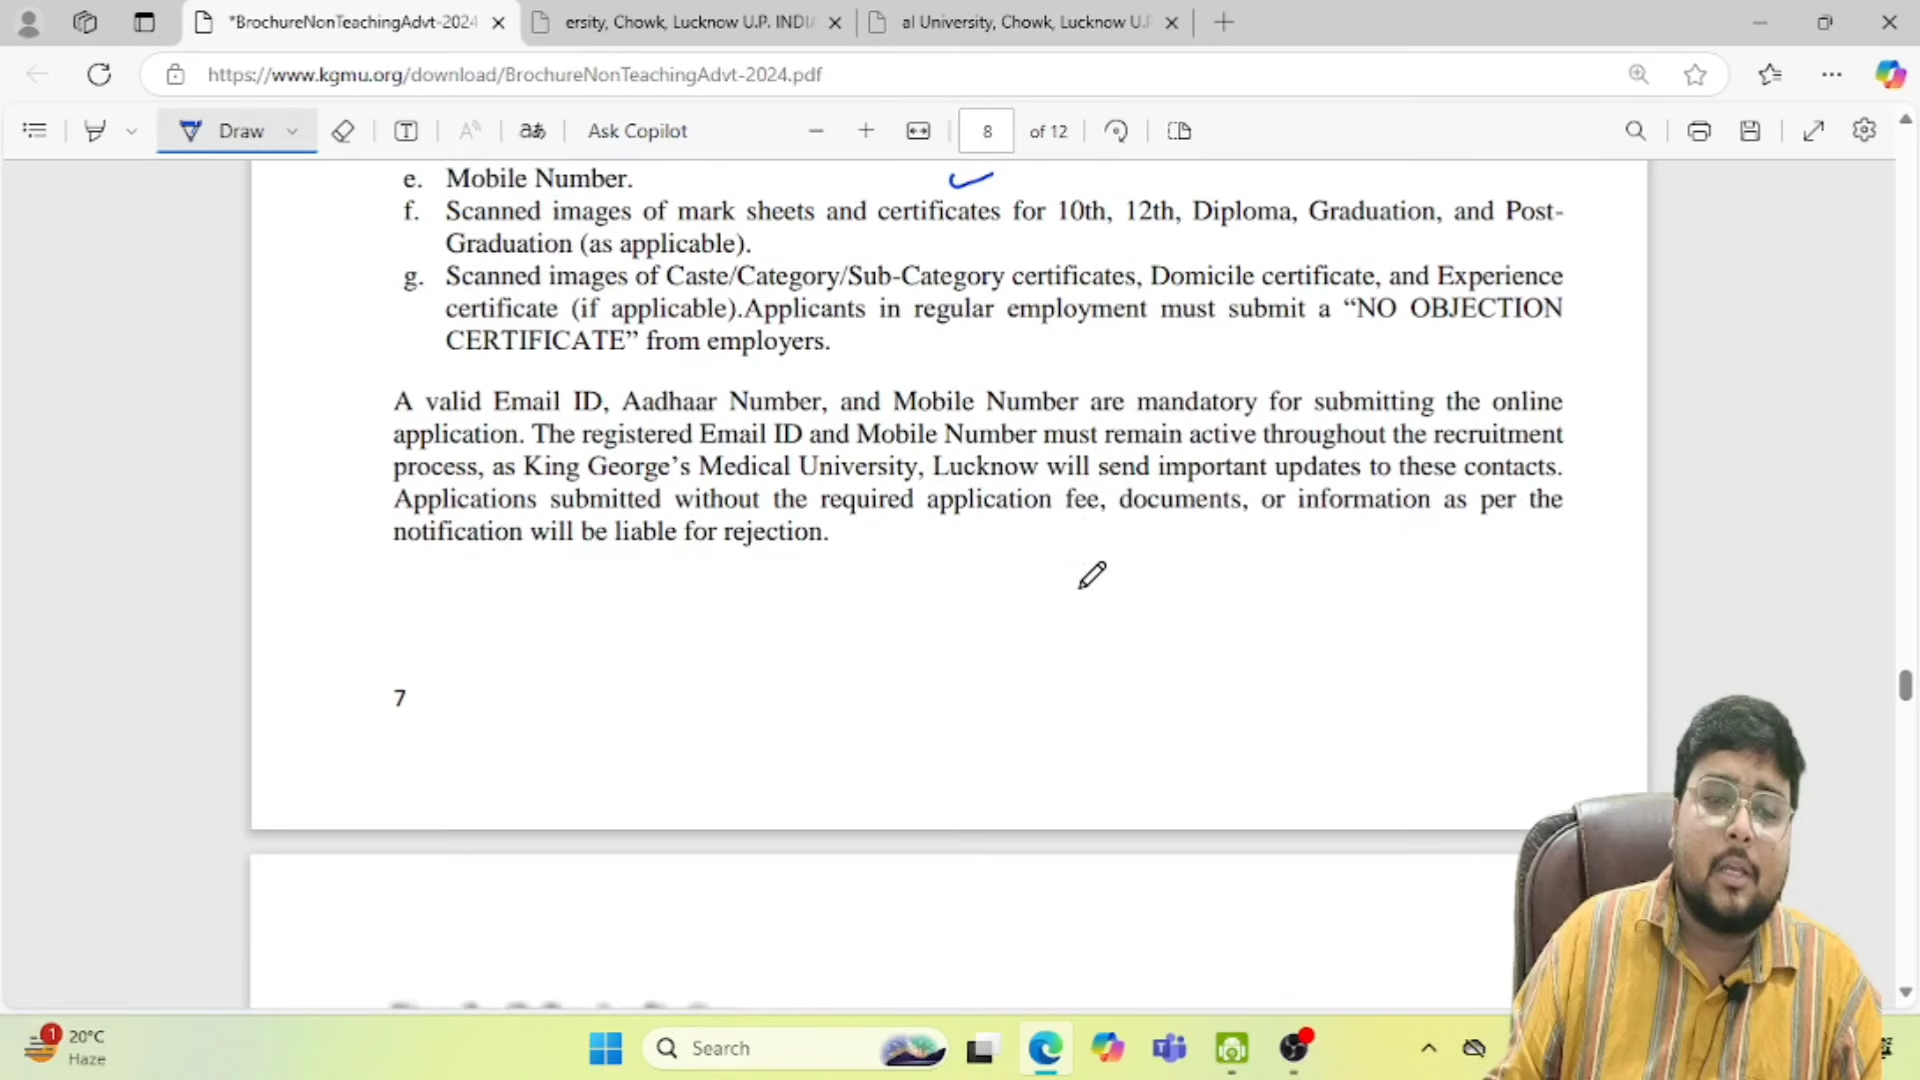 *BrochureNonTeachingAdvt-2024
ersity, Chowk, Lucknow U.P. INDI
al University, Chowk, Lucknow U.P
https://www.kgmu.org/download/BrochureNonTeachingAdvt-2024.pdf
Draw
Ask Copilot
8 of 12
e. Mobile Number.
f. Scanned images of mark sheets and certificates for 10th, 12th, Diploma, Graduation, and Post-
Graduation (as applicable).
g. Scanned images of Caste/Category/Sub-Category certificates, Domicile certificate, and Experience
certificate (if applicable).Applicants in regular employment must submit a “NO OBJECTION
CERTIFICATE” from employers.
A valid Email ID, Aadhaar Number, and Mobile Number are mandatory for submitting the online
application. The registered Email ID and Mobile Number must remain active throughout the recruitment
process, as King George’s Medical University, Lucknow will send important updates to these contacts.
Applications submitted without the required application fee, documents, or information as per the
notification will be liable for rejection.
7
1
20°C
Haze
Search